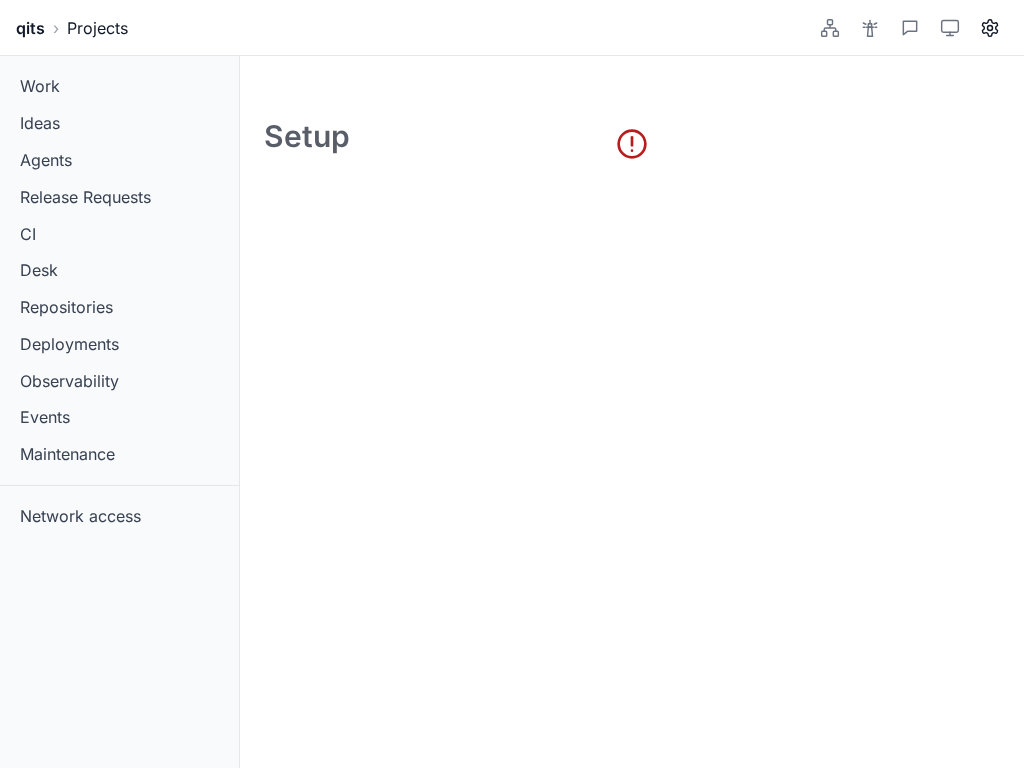 qits › Projects
Work
Ideas
Agents
Release Requests
CI
Desk
Repositories
Deployments
Observability
Events
Maintenance
Network access
Setup